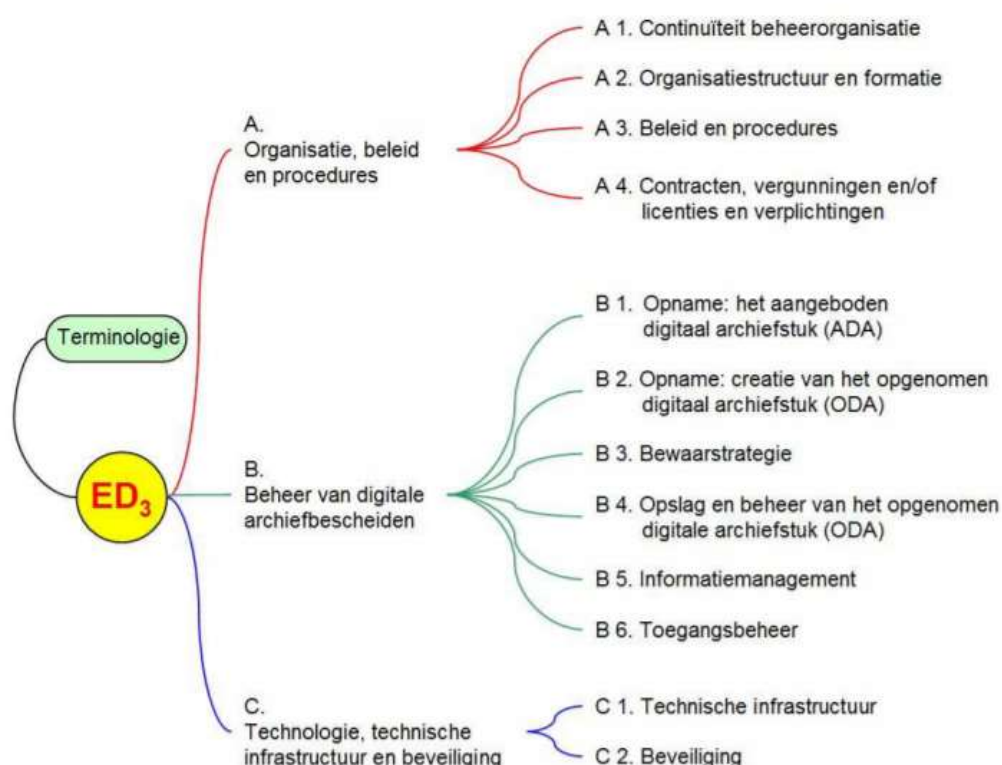 Terminologie
ED3
A.
Organisatie, beleid
en procedures
A 1. Continuïteit beheerorganisatie
A 2. Organisatiestructuur en formatie
A 3. Beleid en procedures
A 4. Contracten, vergunningen en/of
licenties en verplichtingen
B.
Beheer van digitale
archiefbescheiden
B 1. Opname: het aangeboden
digitaal archiefstuk (ADA)
B 2. Opname: creatie van het opgenomen
digitaal archiefstuk (ODA)
B 3. Bewaarstrategie
B 4. Opslag en beheer van het opgenomen
digitale archiefstuk (ODA)
B 5. Informatiemanagement
B 6. Toegangsbeheer
C.
Technologie, technische
infrastructuur en beveiliging
C 1. Technische infrastructuur
C 2. Beveiliging